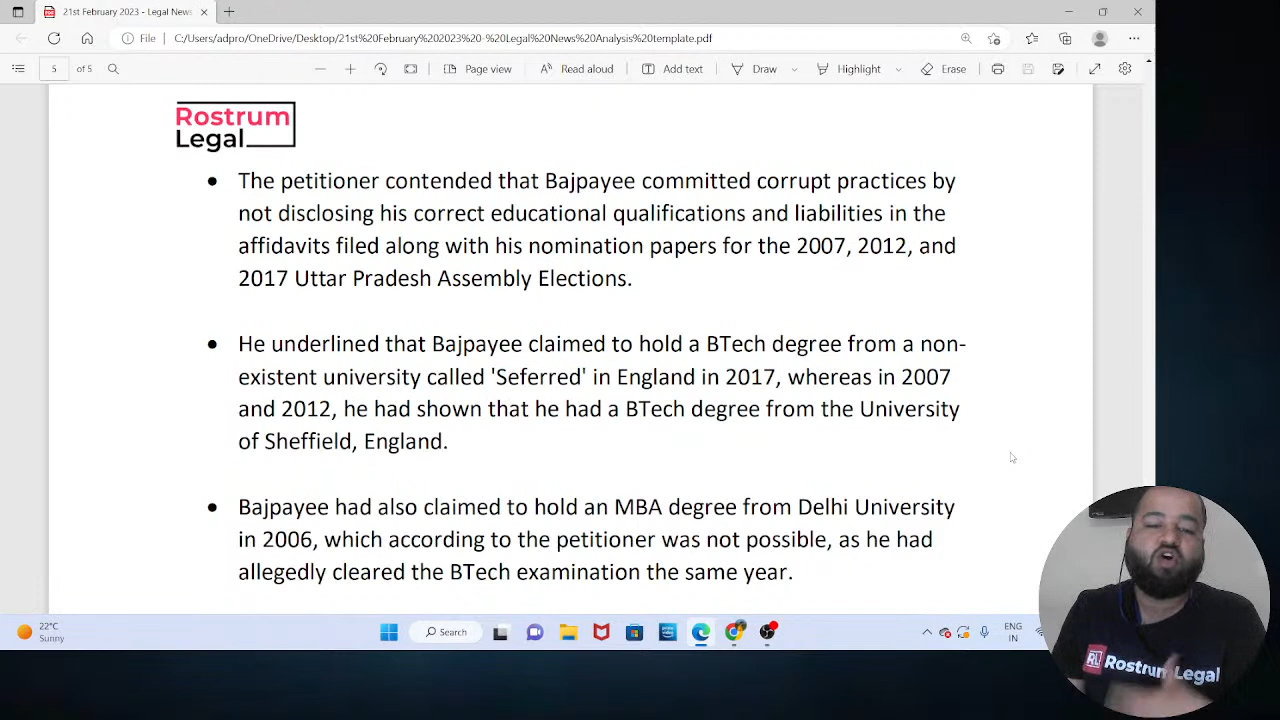 21st February 2023 - Legal News
File
C:/Users/adpro/OneDrive/Desktop/21st%20February%202023%20-%20Legal%20News%20Analysis%20template.pdf
5 of 5
Page view
Read aloud
Add text
Draw
Highlight
Erase
Rostrum
Legal
• The petitioner contended that Bajpayee committed corrupt practices by
not disclosing his correct educational qualifications and liabilities in the
affidavits filed along with his nomination papers for the 2007, 2012, and
2017 Uttar Pradesh Assembly Elections.
• He underlined that Bajpayee claimed to hold a BTech degree from a non-
existent university called 'Seferred' in England in 2017, whereas in 2007
and 2012, he had shown that he had a BTech degree from the University
of Sheffield, England.
• Bajpayee had also claimed to hold an MBA degree from Delhi University
in 2006, which according to the petitioner was not possible, as he had
allegedly cleared the BTech examination the same year.
22°C
Sunny
Search
ENG
IN
RL Rostrum Legal